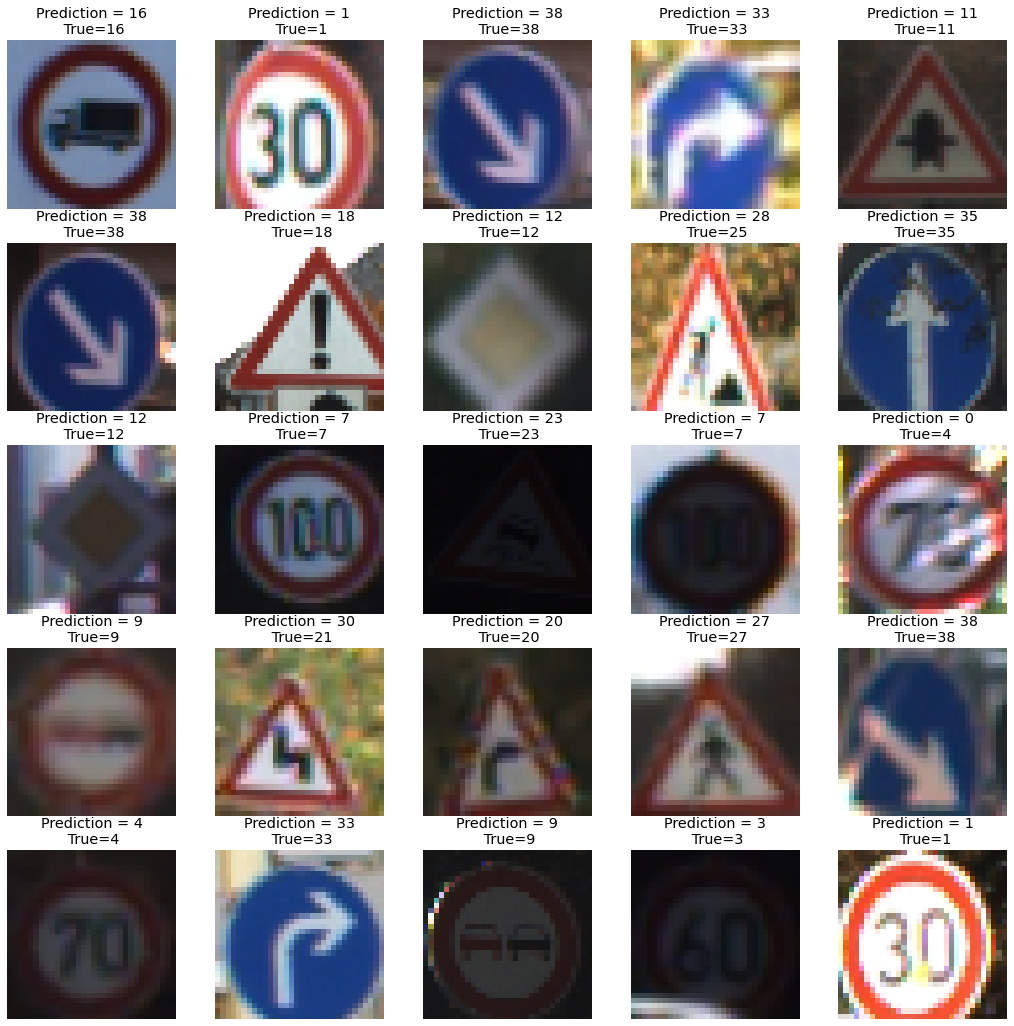 Prediction = 16
True=16
Prediction = 1
True=1
Prediction = 38
True=38
Prediction = 33
True=33
Prediction = 11
True=11
30
Prediction = 38
True=38
Prediction = 18
True=18
Prediction = 12
True=12
Prediction = 28
True=25
Prediction = 35
True=35
!
Prediction = 12
True=12
Prediction = 7
True=7
Prediction = 23
True=23
Prediction = 7
True=7
Prediction = 0
True=4
100
100
Prediction = 9
True=9
Prediction = 30
True=21
Prediction = 20
True=20
Prediction = 27
True=27
Prediction = 38
True=38
Prediction = 4
True=4
Prediction = 33
True=33
Prediction = 9
True=9
Prediction = 3
True=3
Prediction = 1
True=1
70
60
30